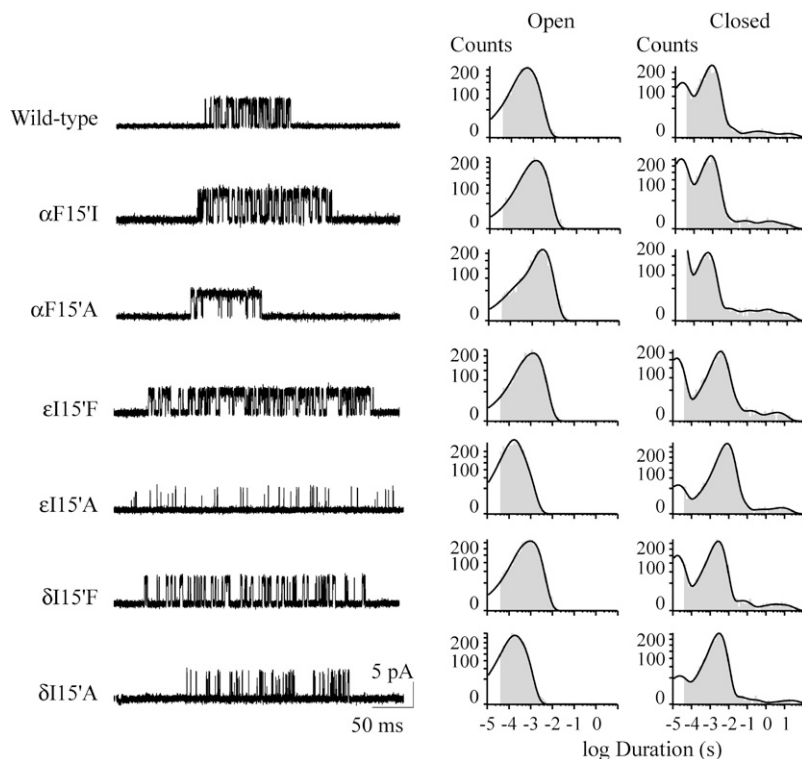 Open Closed
Counts Counts
Wild-type 200 100 0 200 100 0
αF15'I 200 100 0 200 100 0
αF15'A 200 100 0 200 100 0
εI15'F 200 100 0 200 100 0
εI15'A 200 100 0 200 100 0
δI15'F 200 100 0 200 100 0
δI15'A 5 pA 200 100 0 200 100 0
50 ms -5 -4 -3 -2 -1 0 -5 -4 -3 -2 -1 0 1
log Duration (s)